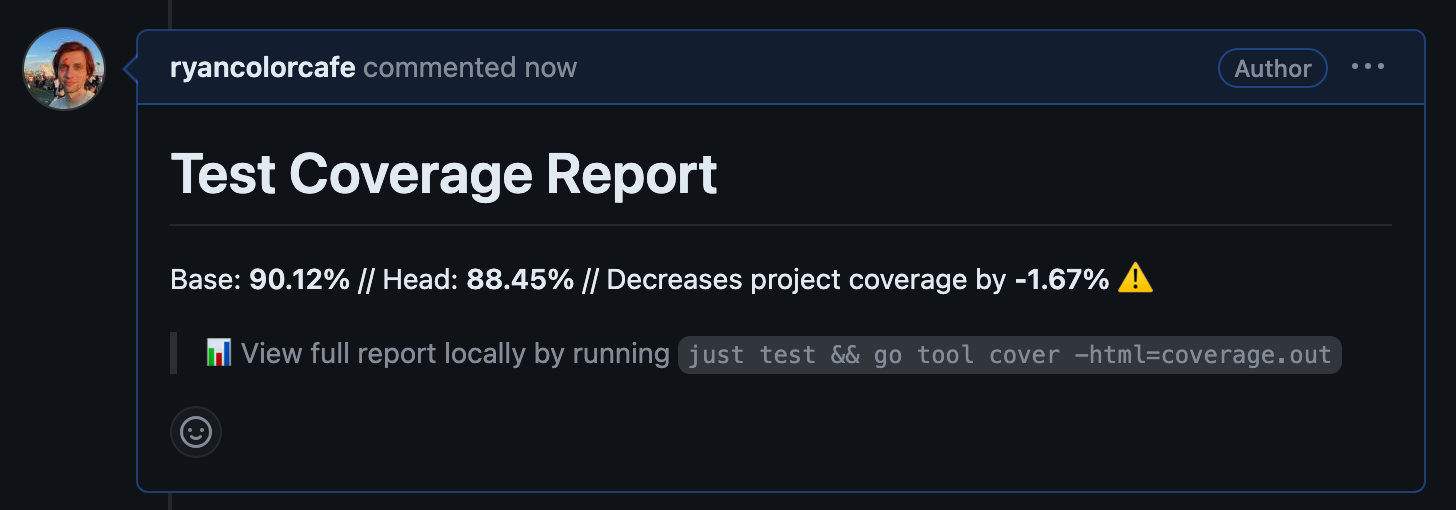 ryancolorcafe commented now Author
Test Coverage Report
Base: 90.12% // Head: 88.45% // Decreases project coverage by -1.67% ⚠️
📊 View full report locally by running just test && go tool cover -html=coverage.out